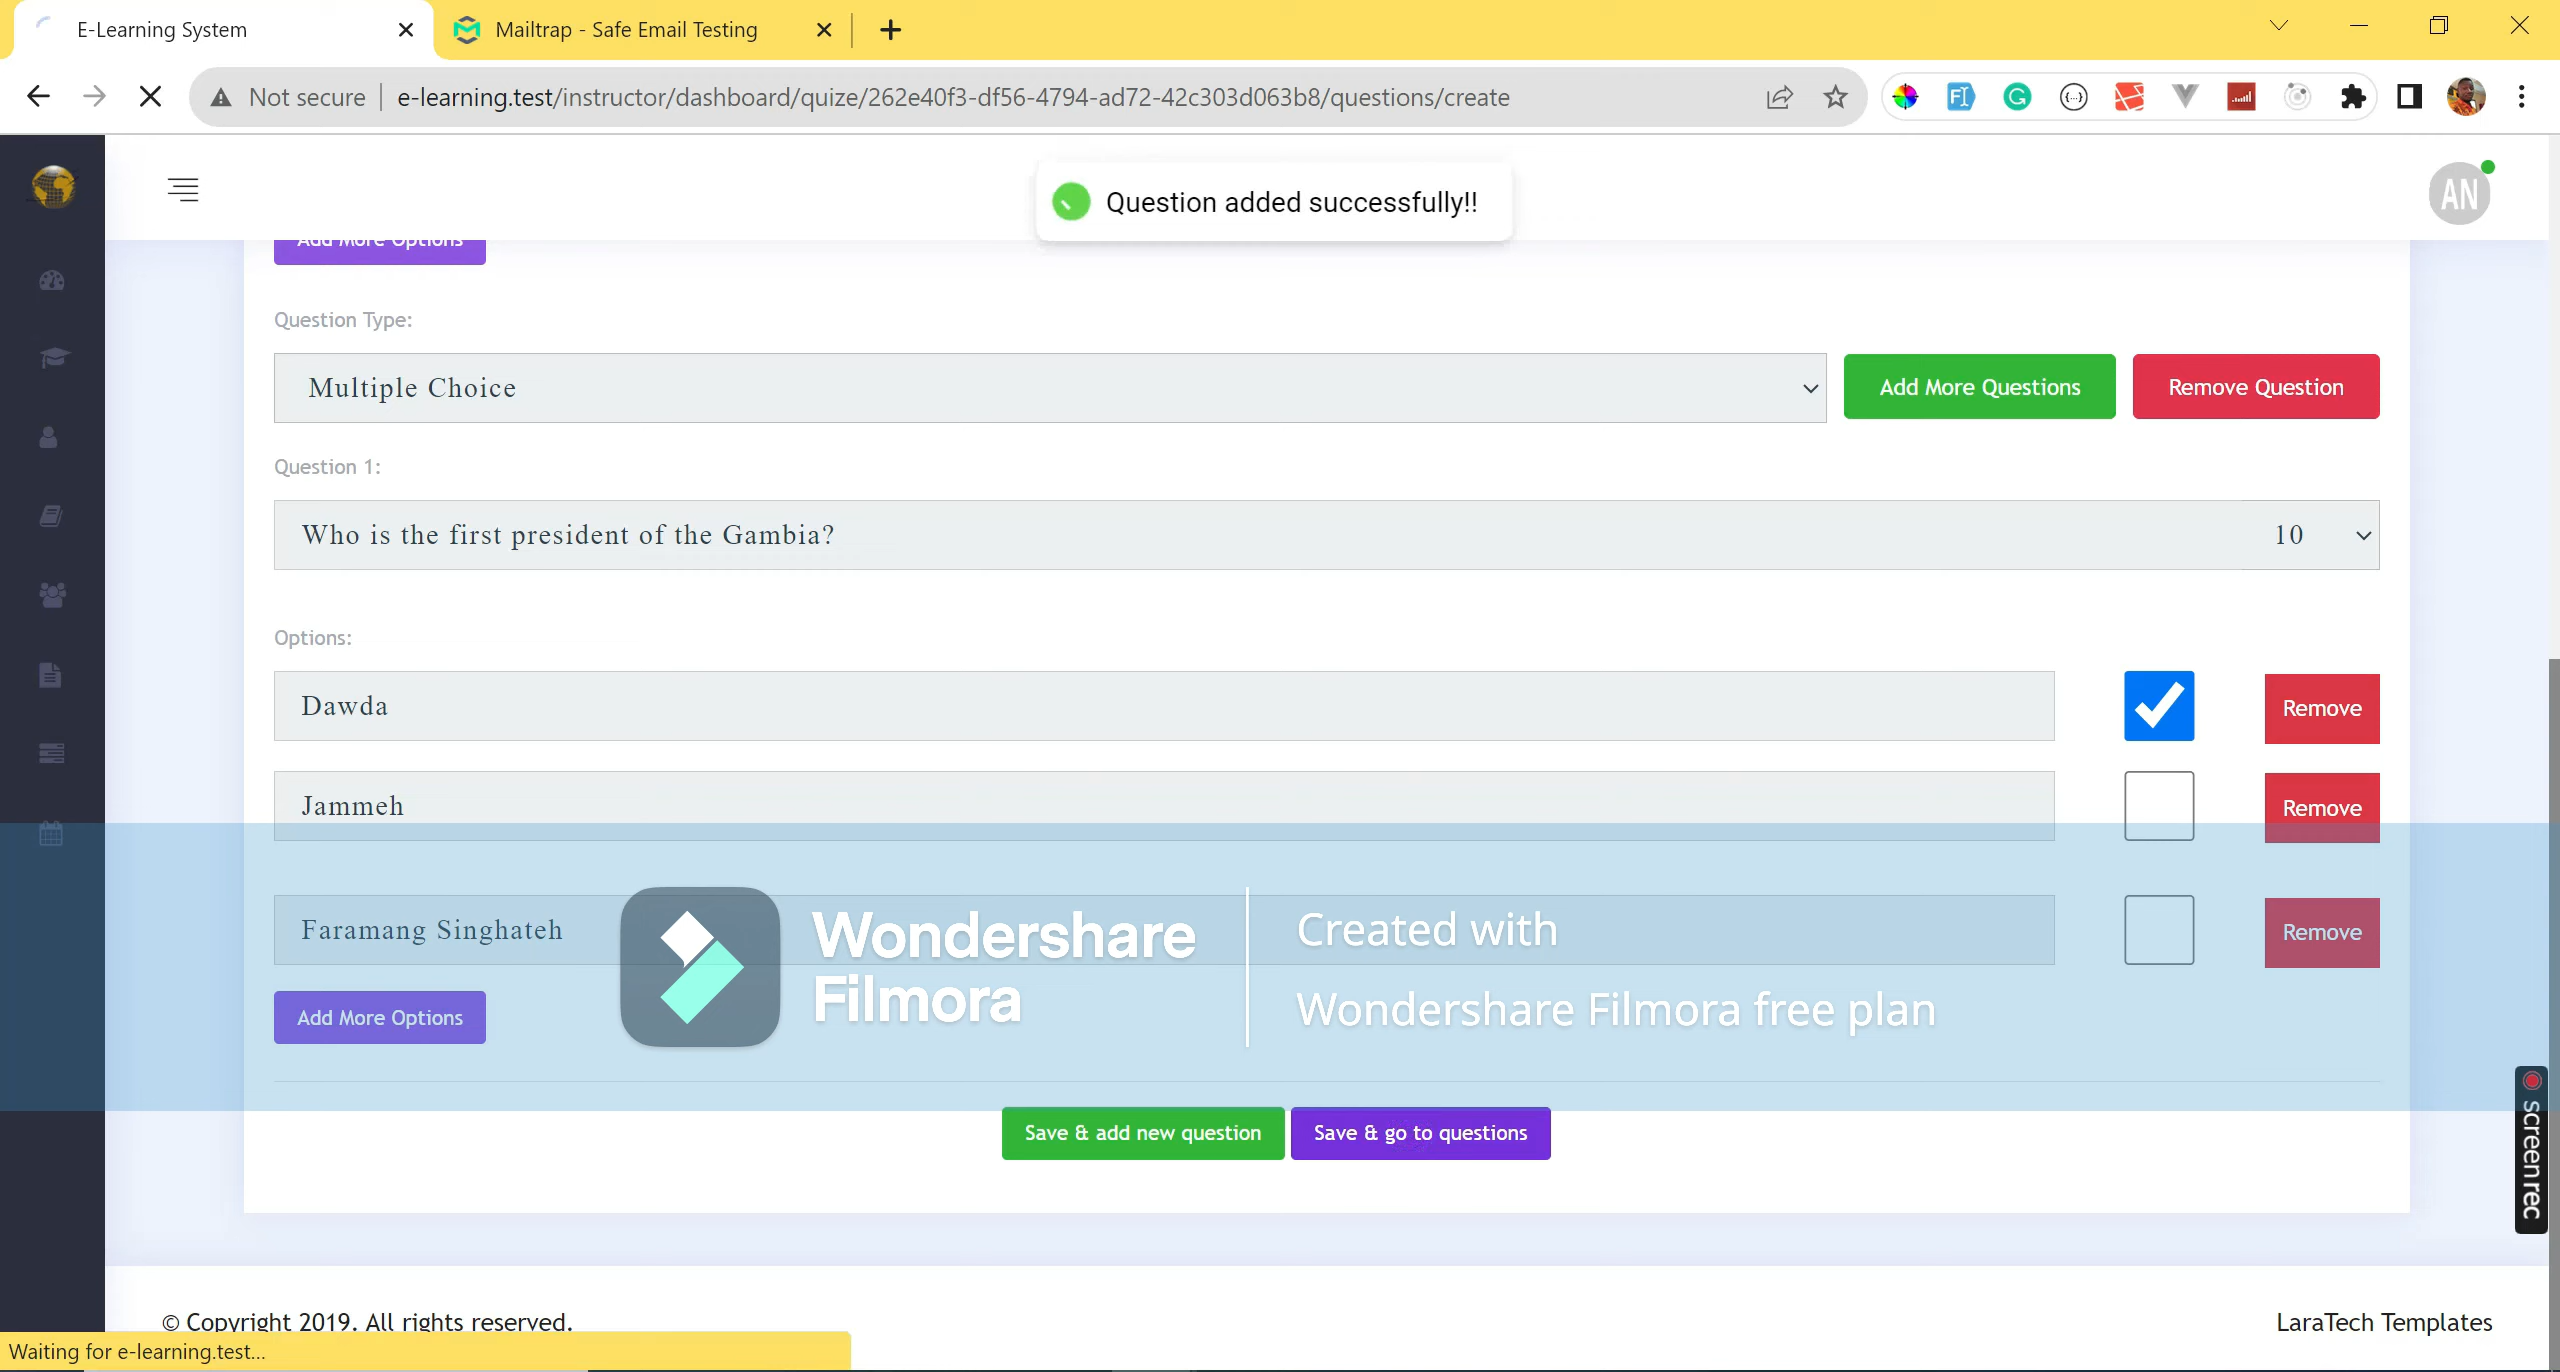 E-Learning System
Mailtrap - Safe Email Testing
Not secure
e-learning.test/instructor/dashboard/quize/262e40f3-df56-4794-ad72-42c303d063b8/questions/create
Question added successfully!!
AN
Add More Options
Question Type:
Multiple Choice
Add More Questions
Remove Question
Question 1:
Who is the first president of the Gambia?
10
Options:
Dawda
Remove
Jammeh
Remove
Faramang Singhateh
Remove
Wondershare
Filmora
Created with
Wondershare Filmora free plan
Add More Options
Save & add new question
Save & go to questions
screenrec
© Copyright 2019. All rights reserved.
LaraTech Templates
Waiting for e-learning.test...